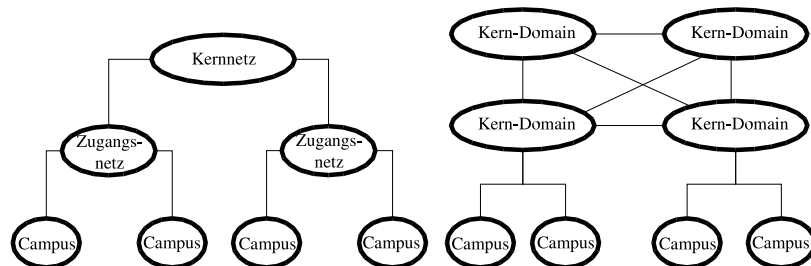 Kern-Domain
Kern-Domain
Kernnetz
Kern-Domain
Kern-Domain
Zugangs-
netz
Zugangs-
netz
Campus
Campus
Campus
Campus
Campus
Campus
Campus
Campus